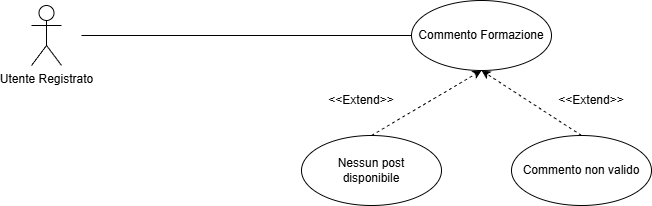 Commento Formazione
Utente Registrato
<<Extend>>
<<Extend>>
Nessun post
disponibile
Commento non valido